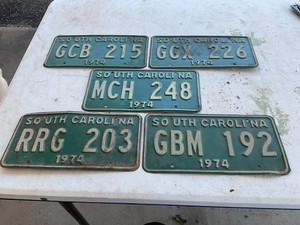 SOUTH CAROLINA
GCB 215
1974
SOUTH CAROLINA
GCX 226
1974
SOUTH CAROLINA
MCH 248
1974
SOUTH CAROLINA
RRG 203
1974
SOUTH CAROLINA
GBM 192
1974